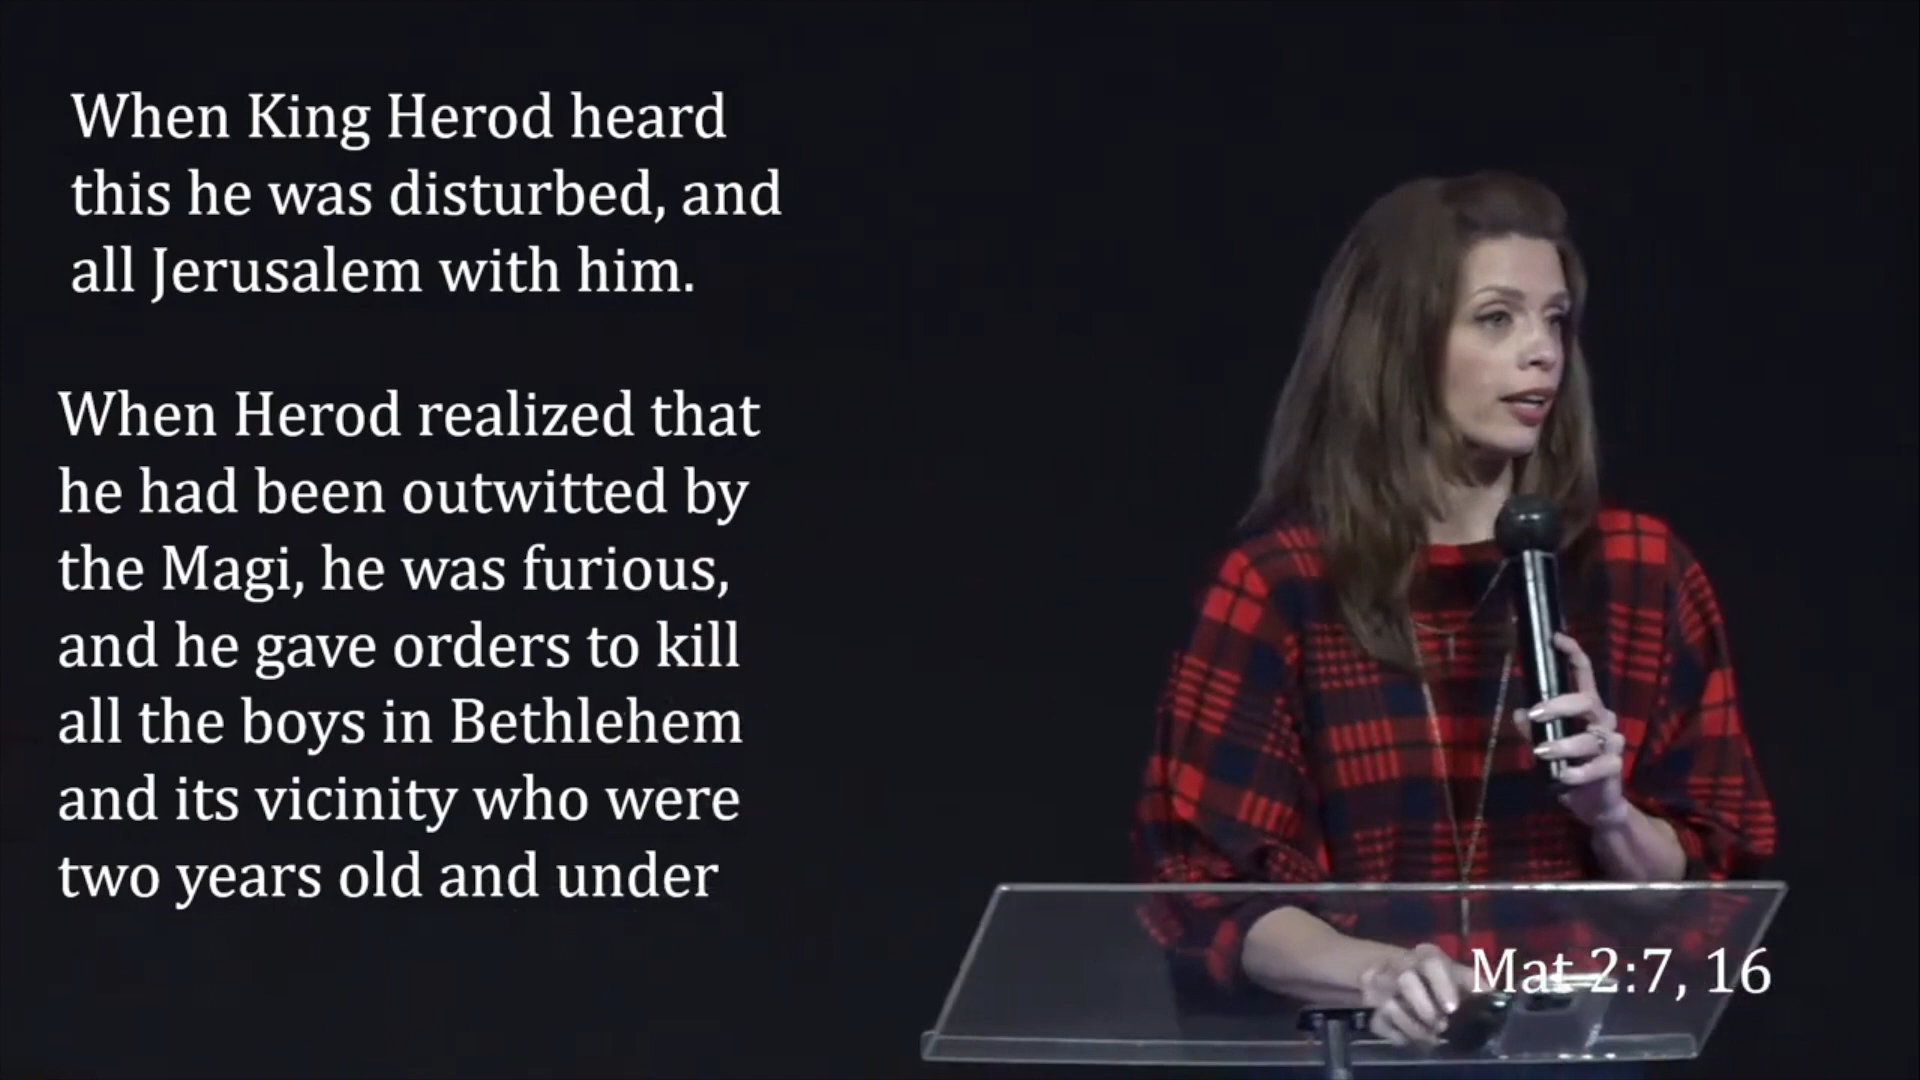 When King Herod heard
this he was disturbed, and
all Jerusalem with him.
When Herod realized that
he had been outwitted by
the Magi, he was furious,
and he gave orders to kill
all the boys in Bethlehem
and its vicinity who were
two years old and under
Mat 2:7, 16